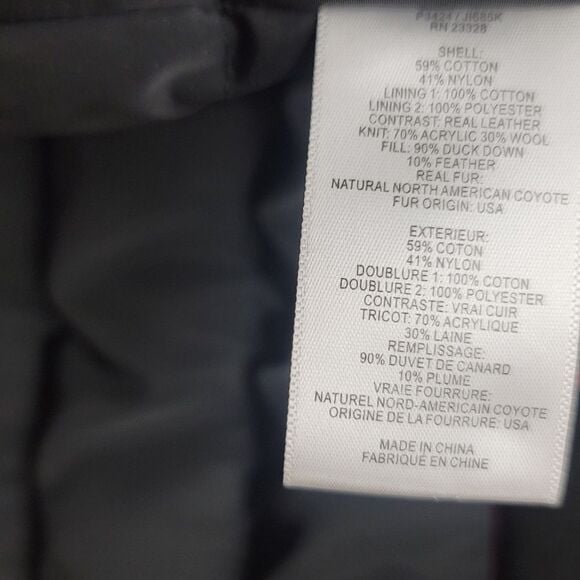 P3424 / JI685K
RN 23328
SHELL:
59% COTTON
41% NYLON
LINING 1: 100% COTTON
LINING 2: 100% POLYESTER
CONTRAST: REAL LEATHER
KNIT: 70% ACRYLIC 30% WOOL
FILL: 90% DUCK DOWN
10% FEATHER
REAL FUR:
NATURAL NORTH AMERICAN COYOTE
FUR ORIGIN: USA
EXTERIEUR:
59% COTON
41% NYLON
DOUBLURE 1: 100% COTON
DOUBLURE 2: 100% POLYESTER
CONTRASTE: VRAI CUIR
TRICOT: 70% ACRYLIQUE
30% LAINE
REMPLISSAGE:
90% DUVET DE CANARD
10% PLUME
VRAIE FOURRURE:
NATUREL NORD-AMERICAN COYOTE
ORIGINE DE LA FOURRURE: USA
MADE IN CHINA
FABRIQUÉ EN CHINE